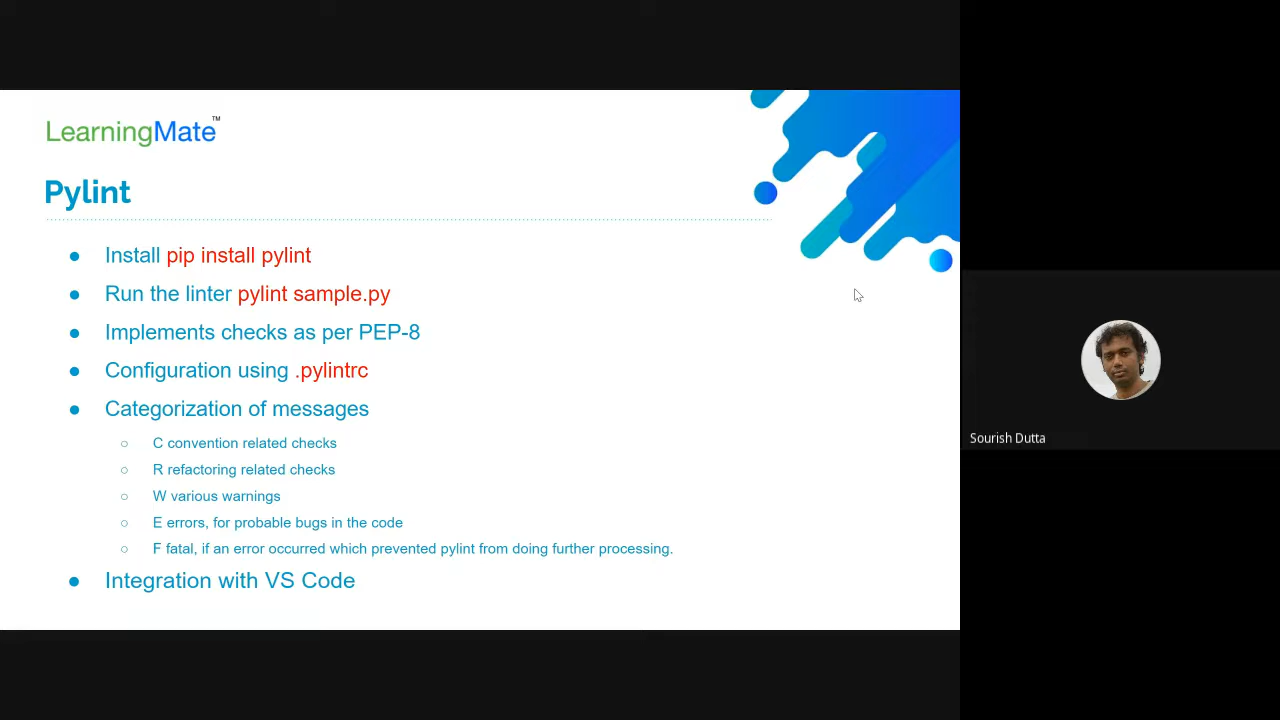 LearningMate™
Pylint
● Install pip install pylint
● Run the linter pylint sample.py
● Implements checks as per PEP-8
● Configuration using .pylintrc
● Categorization of messages
○ C convention related checks
○ R refactoring related checks
○ W various warnings
○ E errors, for probable bugs in the code
○ F fatal, if an error occurred which prevented pylint from doing further processing.
● Integration with VS Code
Sourish Dutta